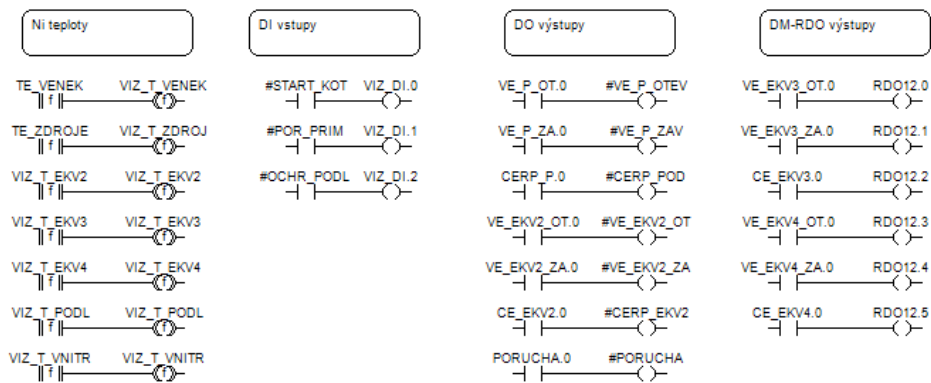 Ni teploty DI vstupy DO výstupy DM-RDO výstupy
TE_VENEK VIZ_T_VENEK #START_KOT VIZ_DI.0 VE_P_OT.0 #VE_P_OTEV VE_EKV3_OT.0 RDO12.0
f f
TE_ZDROJE VIZ_T_ZDROJ #POR_PRIM VIZ_DI.1 VE_P_ZA.0 #VE_P_ZAV VE_EKV3_ZA.0 RDO12.1
f f
VIZ_T_EKV2 VIZ_T_EKV2 #OCHR_PODL VIZ_DI.2 CERP_P.0 #CERP_POD CE_EKV3.0 RDO12.2
f f
VIZ_T_EKV3 VIZ_T_EKV3 VE_EKV2_OT.0 #VE_EKV2_OT VE_EKV4_OT.0 RDO12.3
f f
VIZ_T_EKV4 VIZ_T_EKV4 VE_EKV2_ZA.0 #VE_EKV2_ZA VE_EKV4_ZA.0 RDO12.4
f f
VIZ_T_PODL VIZ_T_PODL CE_EKV2.0 #CERP_EKV2 CE_EKV4.0 RDO12.5
f f
VIZ_T_VNITR VIZ_T_VNITR PORUCHA.0 #PORUCHA
f f